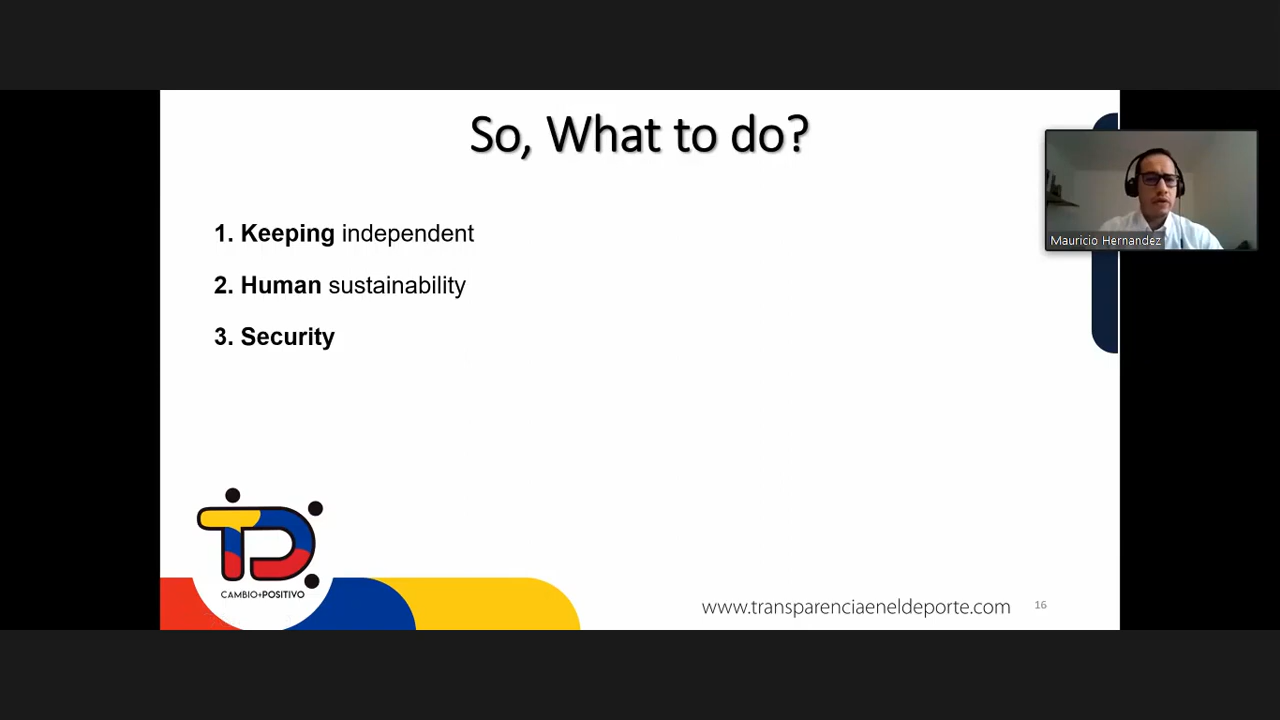 So, What to do?
1. Keeping independent
2. Human sustainability
3. Security
Mauricio Hernandez
TD
CAMBIO+POSITIVO
www.transparenciaeneldeporte.com
16